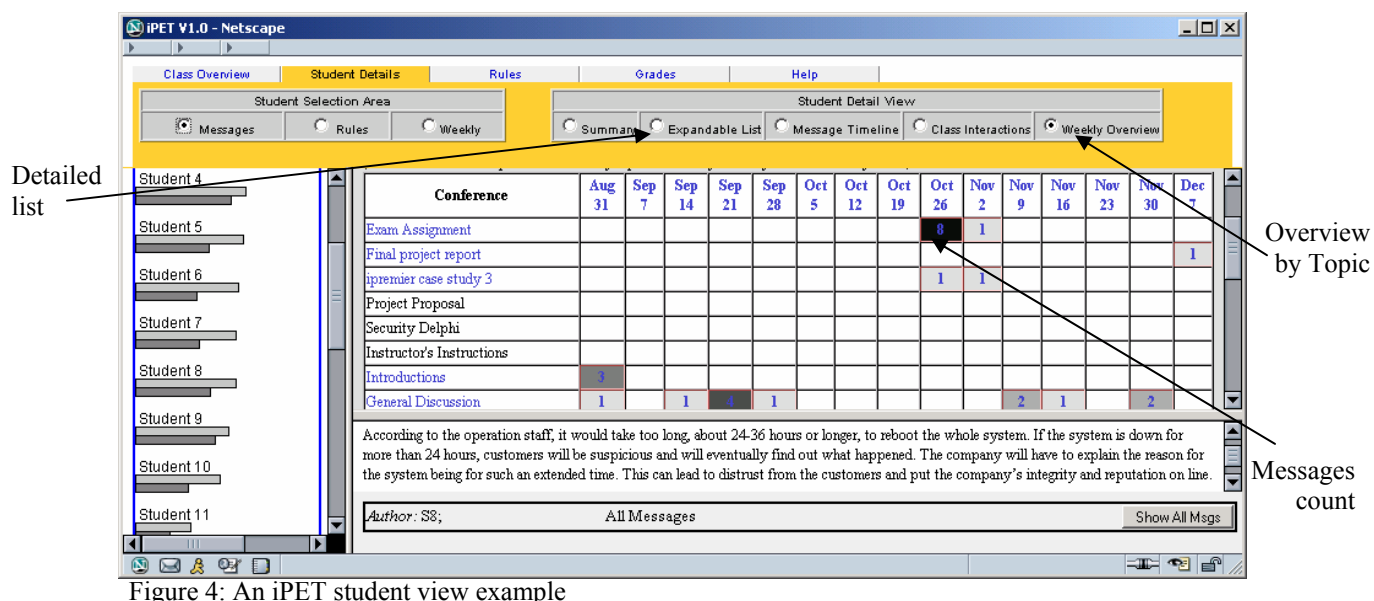 iPET V1.0 - Netscape
Class Overview Student Details Rules Grades Help
Student Selection Area
Messages Rules Weekly
Student Detail View
Summary Expandable List Message Timeline Class Interactions Weekly Overview
Detailed
list
Overview
by Topic
Messages
count
Student 4
Student 5
Student 6
Student 7
Student 8
Student 9
Student 10
Student 11
Conference Aug 31 Sep 7 Sep 14 Sep 21 Sep 28 Oct 5 Oct 12 Oct 19 Oct 26 Nov 2 Nov 9 Nov 16 Nov 23 Nov 30 Dec 7
Exam Assignment 8 1
Final project report 1
ipremier case study 3 1 1
Project Proposal
Security Delphi
Instructor's Instructions
Introductions 3
General Discussion 1 1 1 2 1 2
According to the operation staff, it would take too long, about 24-36 hours or longer, to reboot the whole system. If the system is down for
more than 24 hours, customers will be suspicious and will eventually find out what happened. The company will have to explain the reason for
the system being for such an extended time. This can lead to distrust from the customers and put the company's integrity and reputation on line.
Author: S8; All Messages Show All Msgs
Figure 4: An iPET student view example